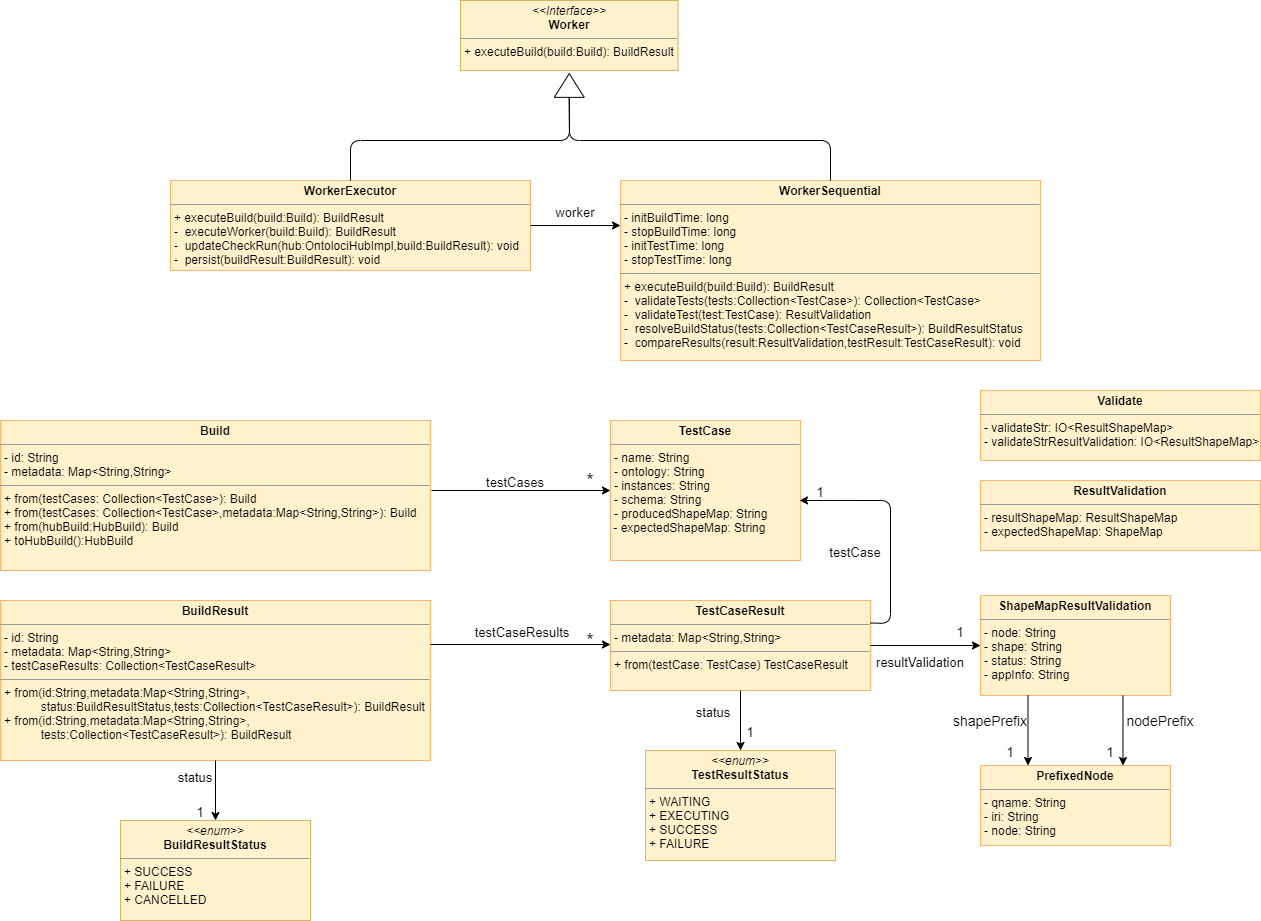 <<Interface>>
Worker
+ executeBuild(build:Build): BuildResult
WorkerExecutor
+ executeBuild(build:Build): BuildResult
- executeWorker(build:Build): BuildResult
- updateCheckRun(hub:OntolociHubImpl,build:BuildResult): void
- persist(buildResult:BuildResult): void
worker
WorkerSequential
- initBuildTime: long
- stopBuildTime: long
- initTestTime: long
- stopTestTime: long
+ executeBuild(build:Build): BuildResult
- validateTests(tests:Collection<TestCase>): Collection<TestCase>
- validateTest(test:TestCase): ResultValidation
- resolveBuildStatus(tests:Collection<TestCaseResult>): BuildResultStatus
- compareResults(result:ResultValidation,testResult:TestCaseResult): void
Build
- id: String
- metadata: Map<String,String>
+ from(testCases: Collection<TestCase>): Build
+ from(testCases: Collection<TestCase>,metadata:Map<String,String>): Build
+ from(hubBuild:HubBuild): Build
+ toHubBuild():HubBuild
testCases
*
TestCase
- name: String
- ontology: String
- instances: String
- schema: String
- producedShapeMap: String
- expectedShapeMap: String
1
testCase
Validate
- validateStr: IO<ResultShapeMap>
- validateStrResultValidation: IO<ResultShapeMap>
ResultValidation
- resultShapeMap: ResultShapeMap
- expectedShapeMap: ShapeMap
BuildResult
- id: String
- metadata: Map<String,String>
- testCaseResults: Collection<TestCaseResult>
+ from(id:String,metadata:Map<String,String>,
status:BuildResultStatus,tests:Collection<TestCaseResult>): BuildResult
+ from(id:String,metadata:Map<String,String>,
tests:Collection<TestCaseResult>): BuildResult
testCaseResults
*
TestCaseResult
- metadata: Map<String,String>
+ from(testCase: TestCase) TestCaseResult
1
resultValidation
ShapeMapResultValidation
- node: String
- shape: String
- status: String
- appInfo: String
shapePrefix
1
nodePrefix
1
PrefixedNode
- qname: String
- iri: String
- node: String
status
1
<<enum>>
TestResultStatus
+ WAITING
+ EXECUTING
+ SUCCESS
+ FAILURE
status
1
<<enum>>
BuildResultStatus
+ SUCCESS
+ FAILURE
+ CANCELLED